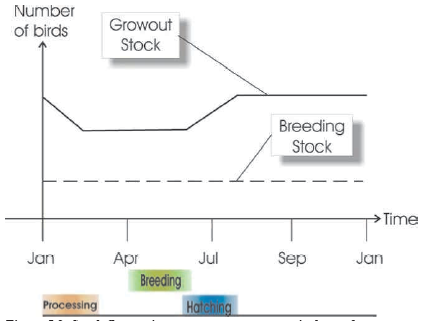 Number
of birds
Growout
Stock
Breeding
Stock
Time
Jan Apr Jul Sep Jan
Breeding
Processing Hatching